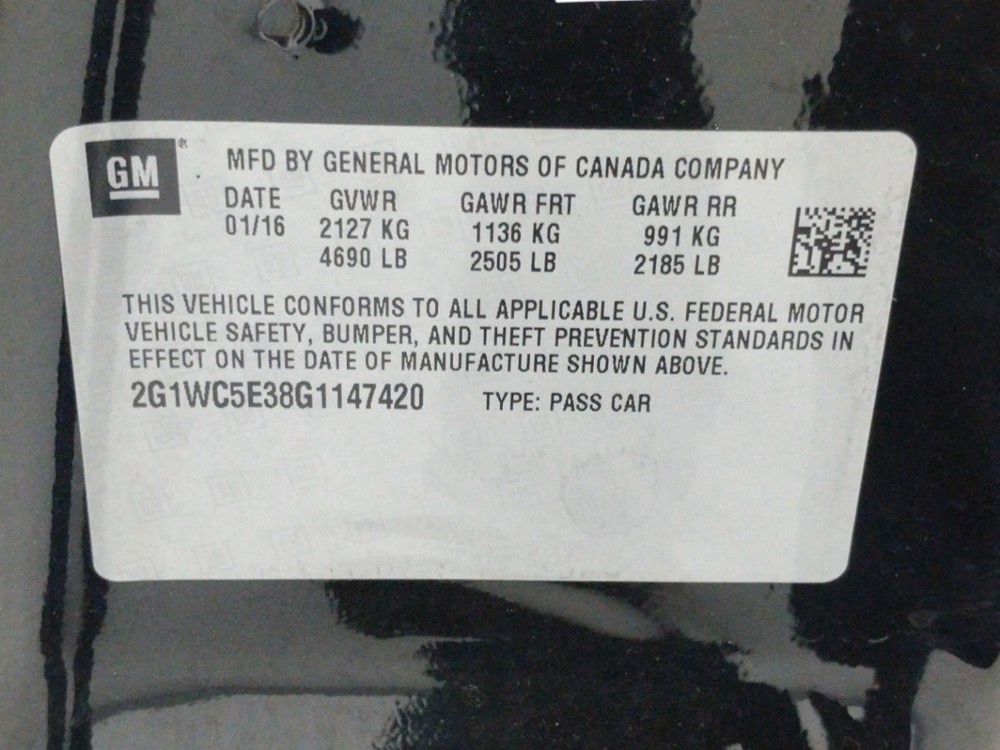 GM®
MFD BY GENERAL MOTORS OF CANADA COMPANY
DATE GVWR GAWR FRT GAWR RR
01/16 2127 KG 1136 KG 991 KG
4690 LB 2505 LB 2185 LB
THIS VEHICLE CONFORMS TO ALL APPLICABLE U.S. FEDERAL MOTOR
VEHICLE SAFETY, BUMPER, AND THEFT PREVENTION STANDARDS IN
EFFECT ON THE DATE OF MANUFACTURE SHOWN ABOVE.
2G1WC5E38G1147420 TYPE: PASS CAR